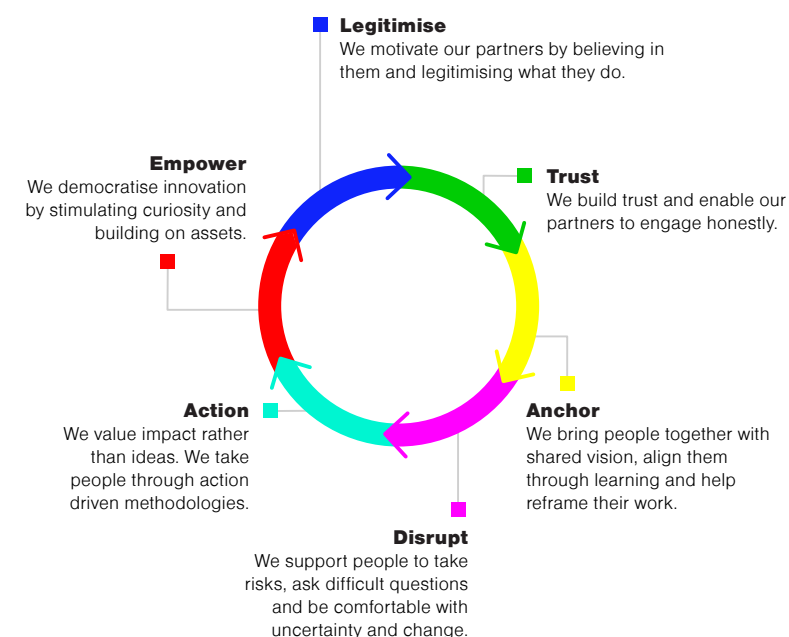 Legitimise
We motivate our partners by believing in
them and legitimising what they do.
Empower
We democratise innovation
by stimulating curiosity and
building on assets.
Trust
We build trust and enable our
partners to engage honestly.
Action
We value impact rather
than ideas. We take
people through action
driven methodologies.
Anchor
We bring people together with
shared vision, align them
through learning and help
reframe their work.
Disrupt
We support people to take
risks, ask difficult questions
and be comfortable with
uncertainty and change.